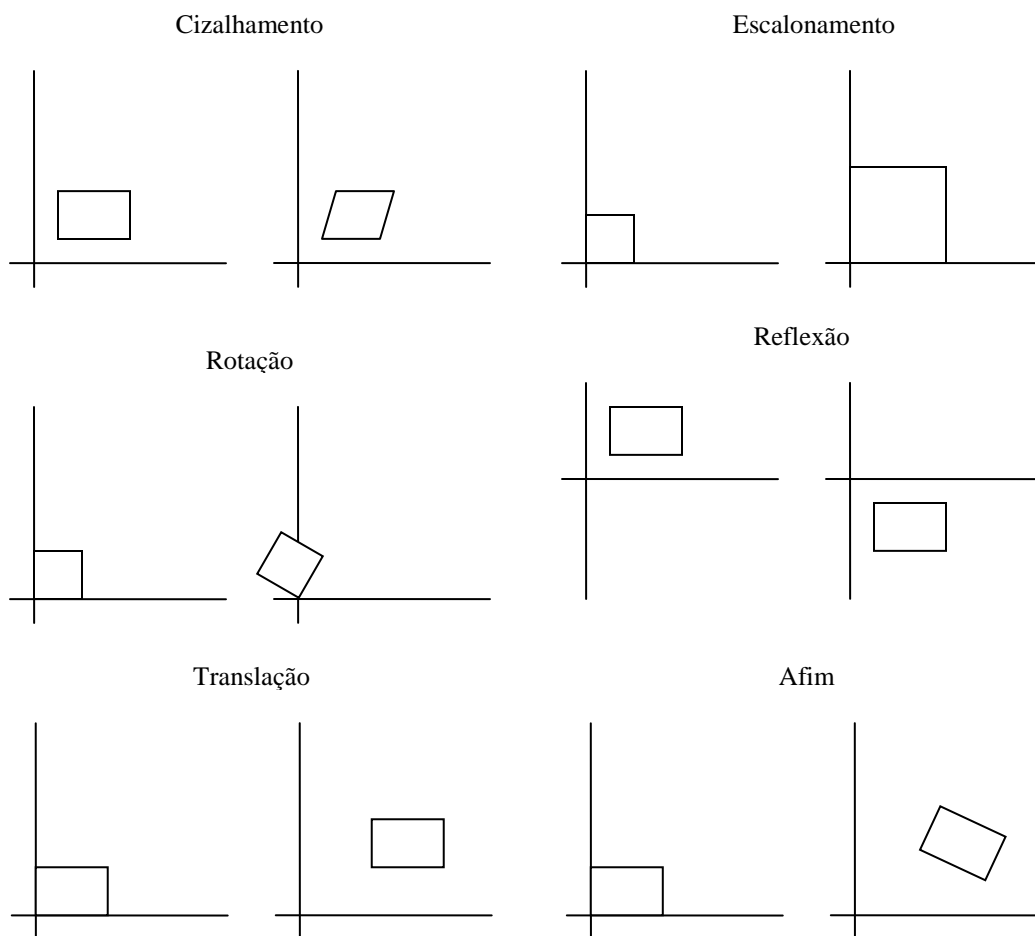 Cizalhamento
Escalonamento
Rotação
Reflexão
Translação
Afim